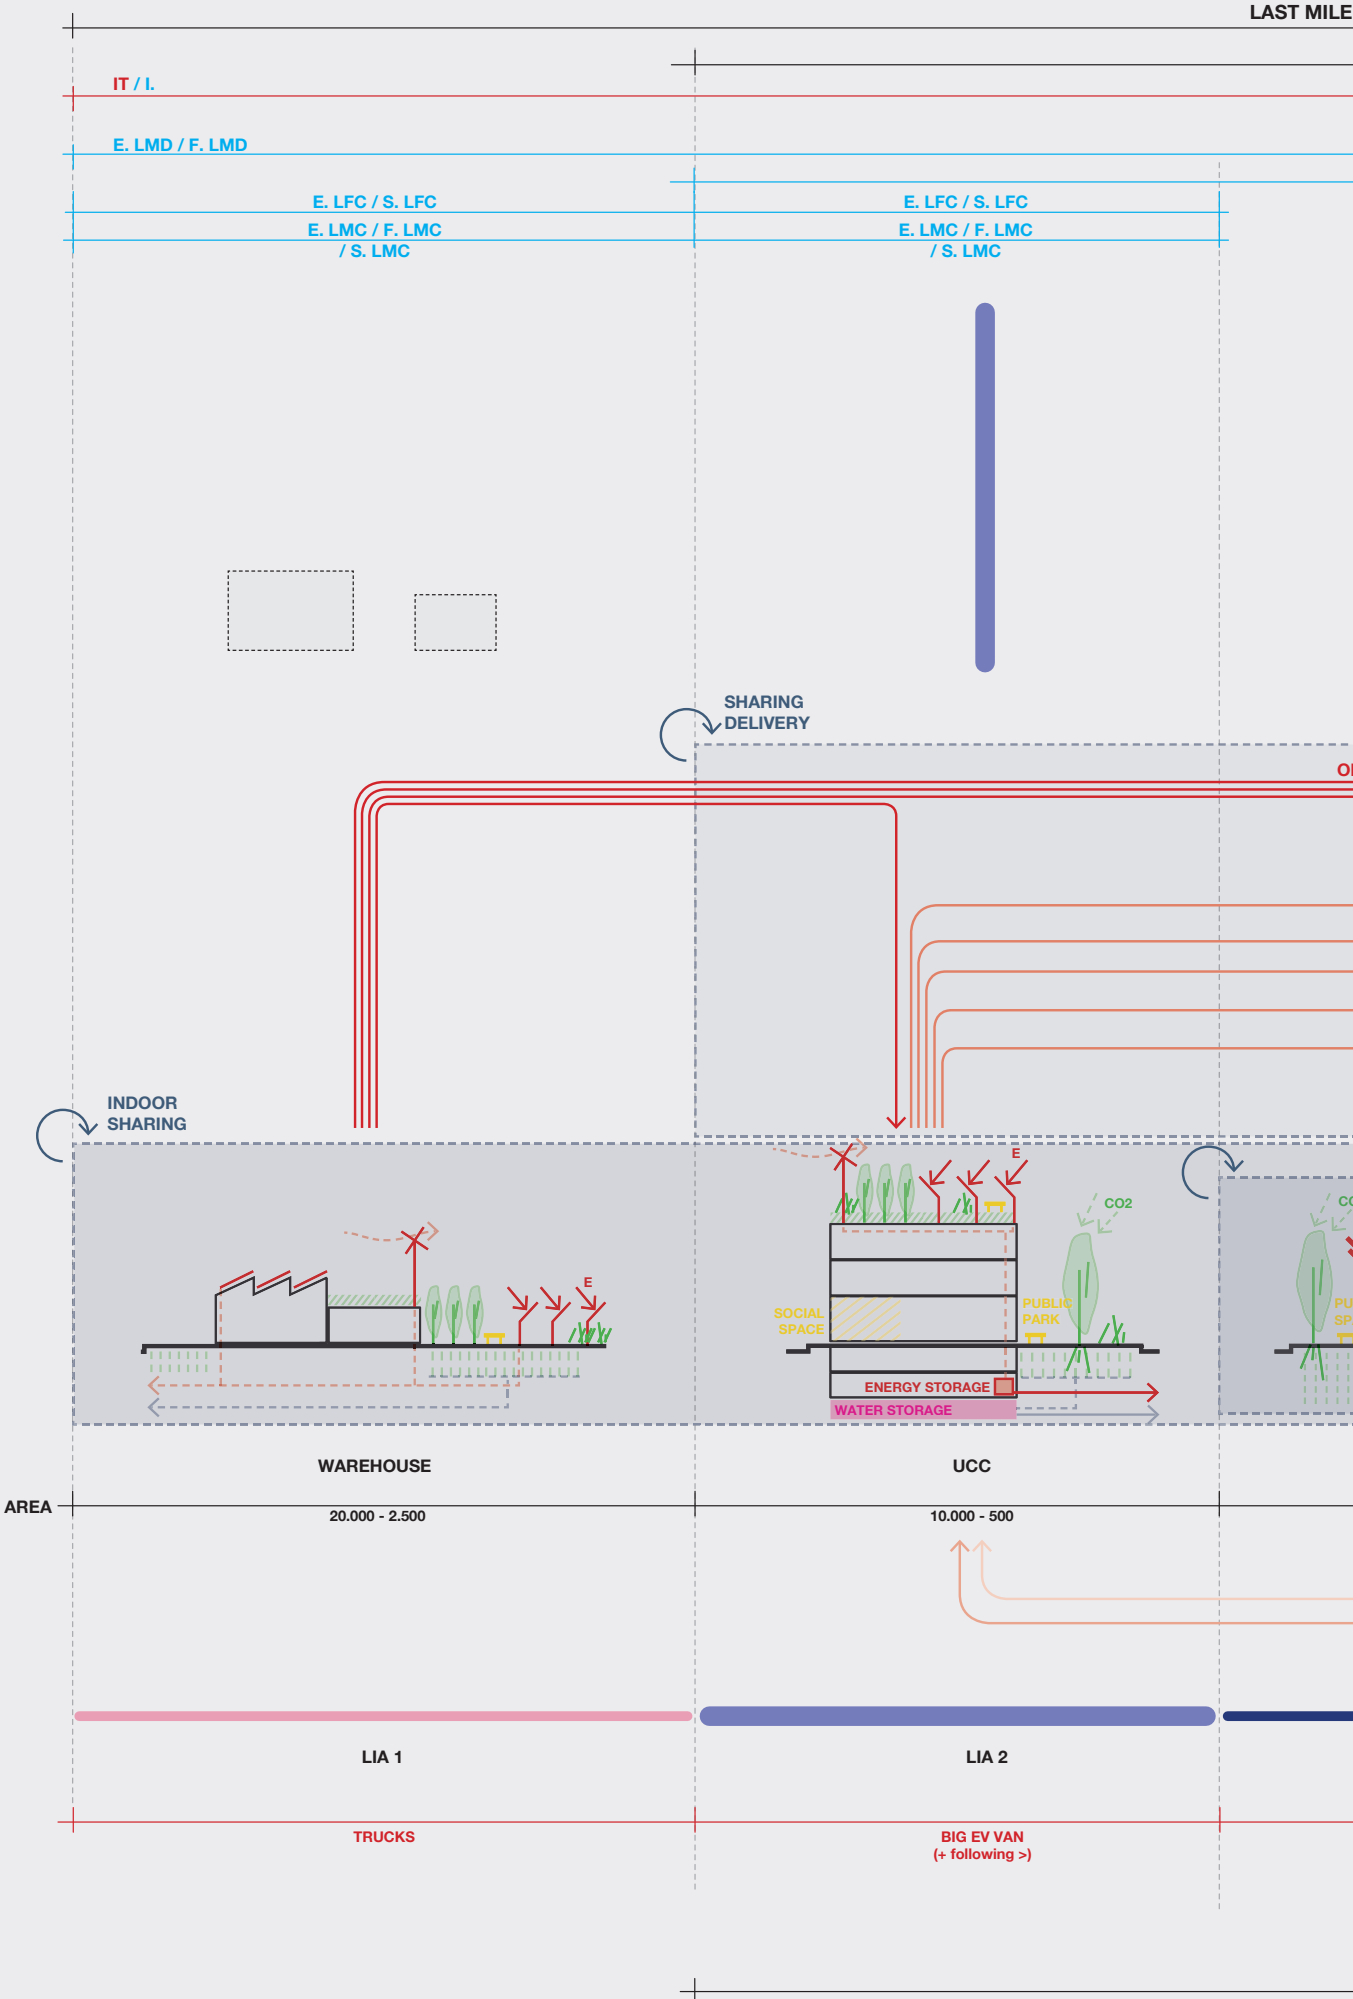 LAST MILE
IT / I.
E. LMD / F. LMD
E. LFC / S. LFC
E. LFC / S. LFC
E. LMC / F. LMC
/ S. LMC
E. LMC / F. LMC
/ S. LMC
SHARING
DELIVERY
INDOOR
SHARING
E
CO2
E
SOCIAL
SPACE
PUBLIC
PARK
ENERGY STORAGE
WATER STORAGE
WAREHOUSE
UCC
AREA
20.000 - 2.500
10.000 - 500
LIA 1
LIA 2
TRUCKS
BIG EV VAN
(+ following >)